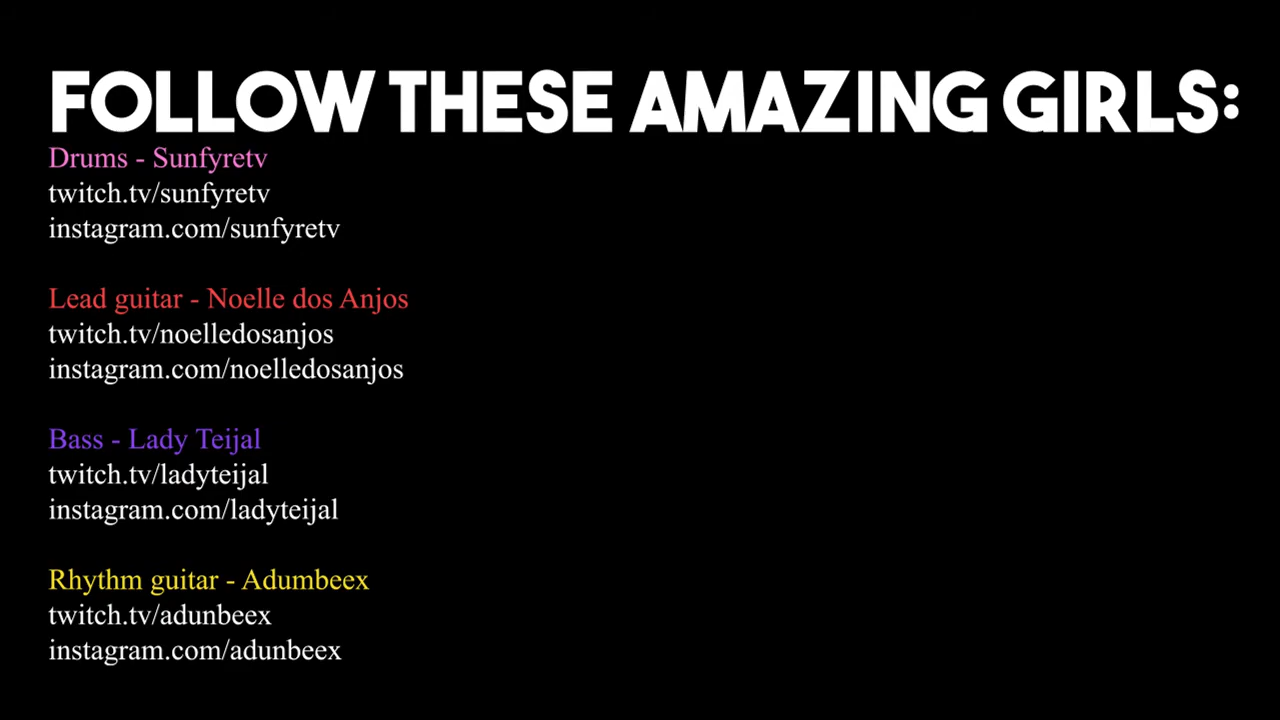 FOLLOW THESE AMAZING GIRLS:
Drums - Sunfyretv
twitch.tv/sunfyretv
instagram.com/sunfyretv
Lead guitar - Noelle dos Anjos
twitch.tv/noelledosanjos
instagram.com/noelledosanjos
Bass - Lady Teijal
twitch.tv/ladyteijal
instagram.com/ladyteijal
Rhythm guitar - Adumbeex
twitch.tv/adunbeex
instagram.com/adunbeex